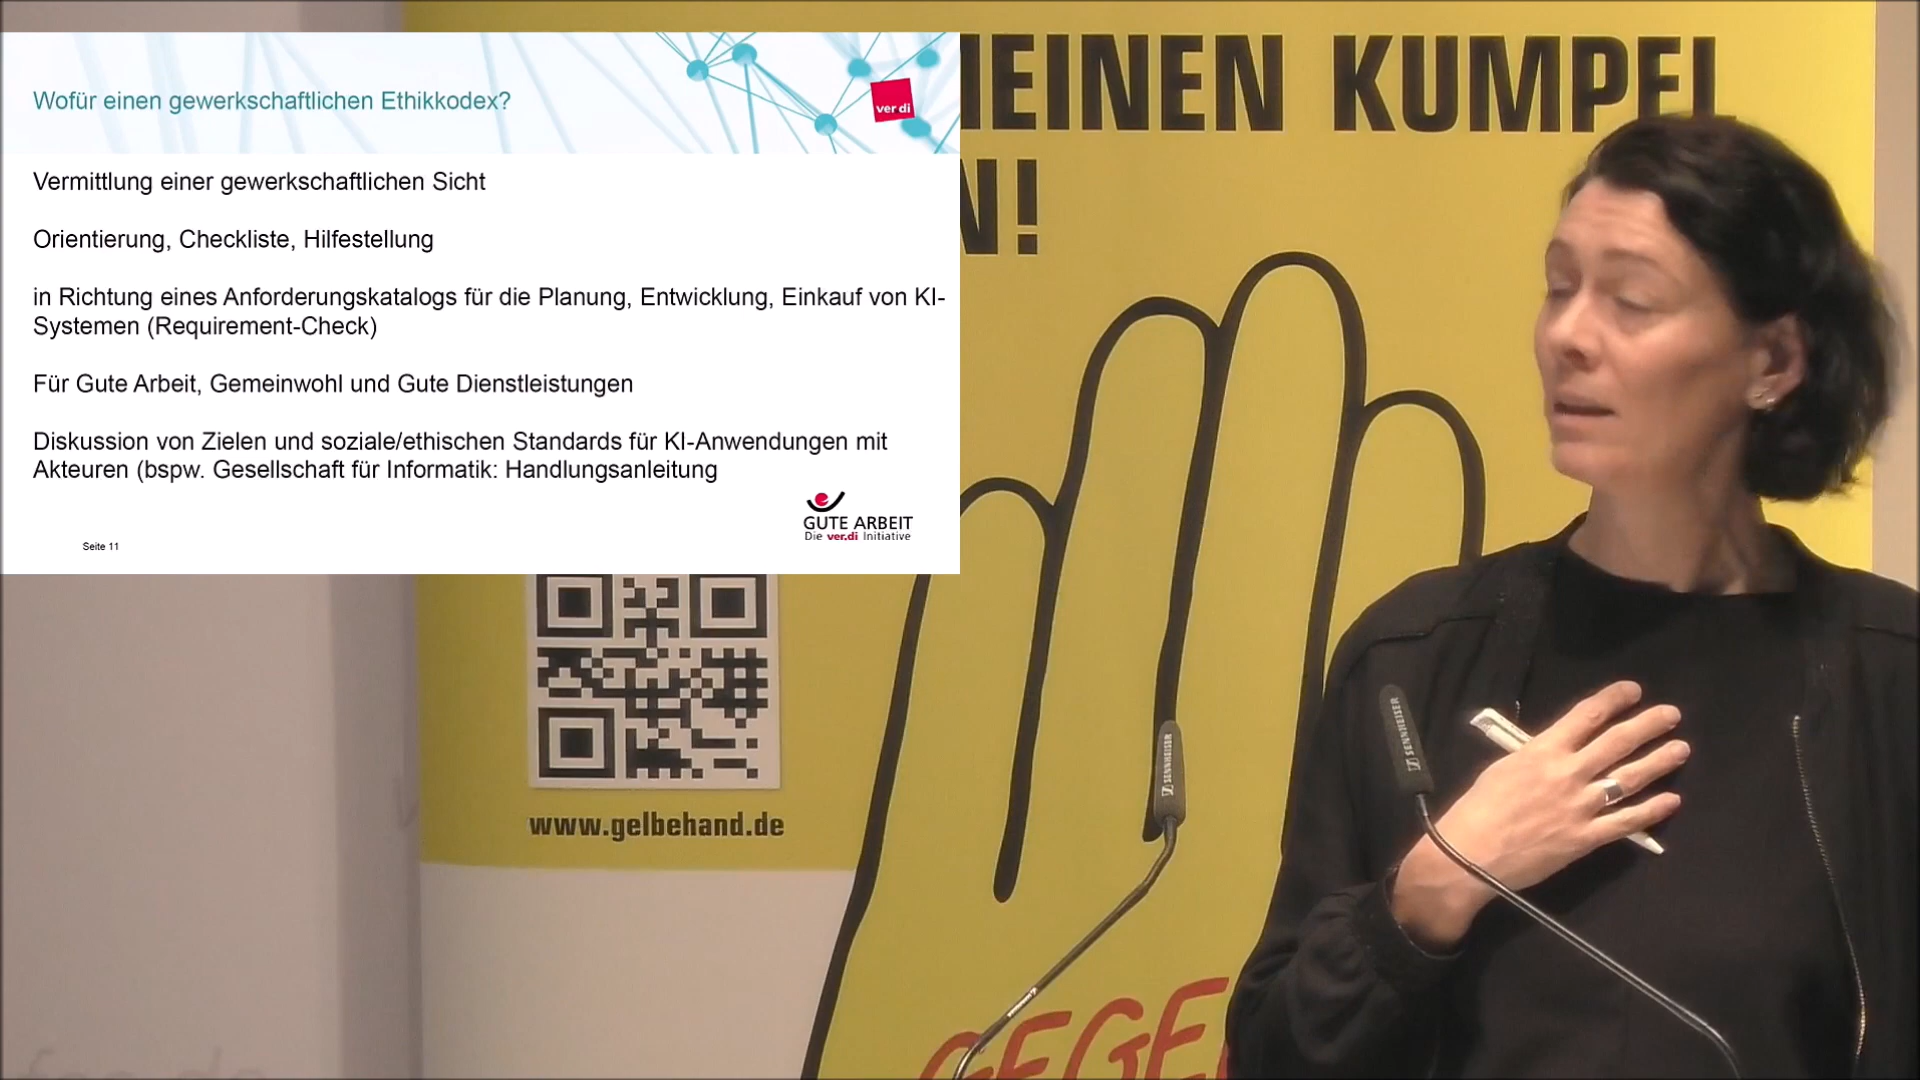 Wofür einen gewerkschaftlichen Ethikkodex?
ver di
Vermittlung einer gewerkschaftlichen Sicht
Orientierung, Checkliste, Hilfestellung
in Richtung eines Anforderungskatalogs für die Planung, Entwicklung, Einkauf von KI-
Systemen (Requirement-Check)
Für Gute Arbeit, Gemeinwohl und Gute Dienstleistungen
Diskussion von Zielen und soziale/ethischen Standards für KI-Anwendungen mit
Akteuren (bspw. Gesellschaft für Informatik: Handlungsanleitung
GUTE ARBEIT
Die ver.di Initiative
Seite 11
EINEN KUMPEL
N!
www.gelbehand.de
SENNHEISER
SENNHEISER
GEGE